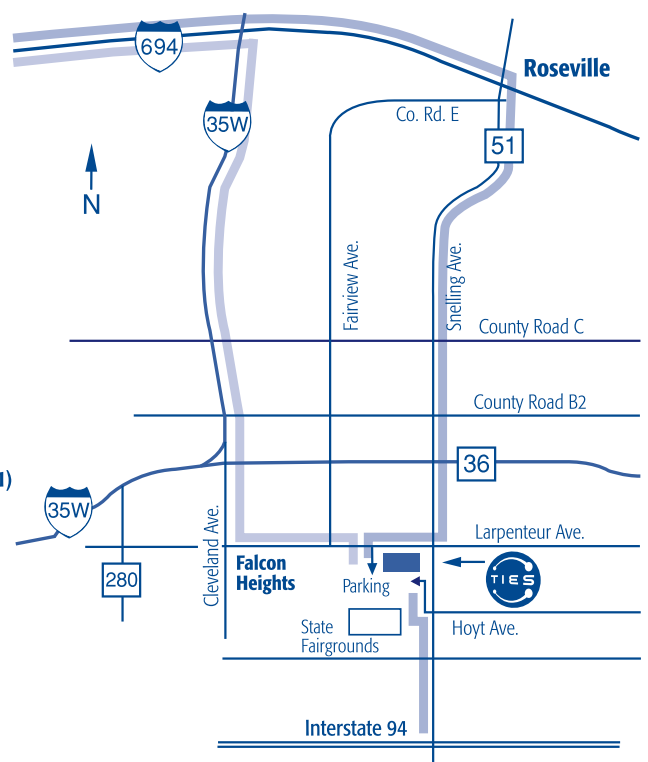 694
Roseville
35W
Co. Rd. E
51
N
Fairview Ave.
Snelling Ave.
County Road C
County Road B2
36
)
35W
Cleveland Ave.
Larpenteur Ave.
Falcon
Heights
280
Parking
TIES
State
Fairgrounds
Hoyt Ave.
Interstate 94